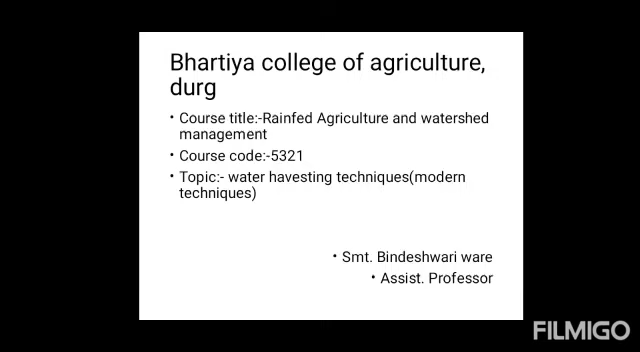 Bhartiya college of agriculture,
durg
• Course title:-Rainfed Agriculture and watershed
management
• Course code:-5321
• Topic:- water havesting techniques(modern
techniques)
• Smt. Bindeshwari ware
• Assist. Professor
FILMIGO